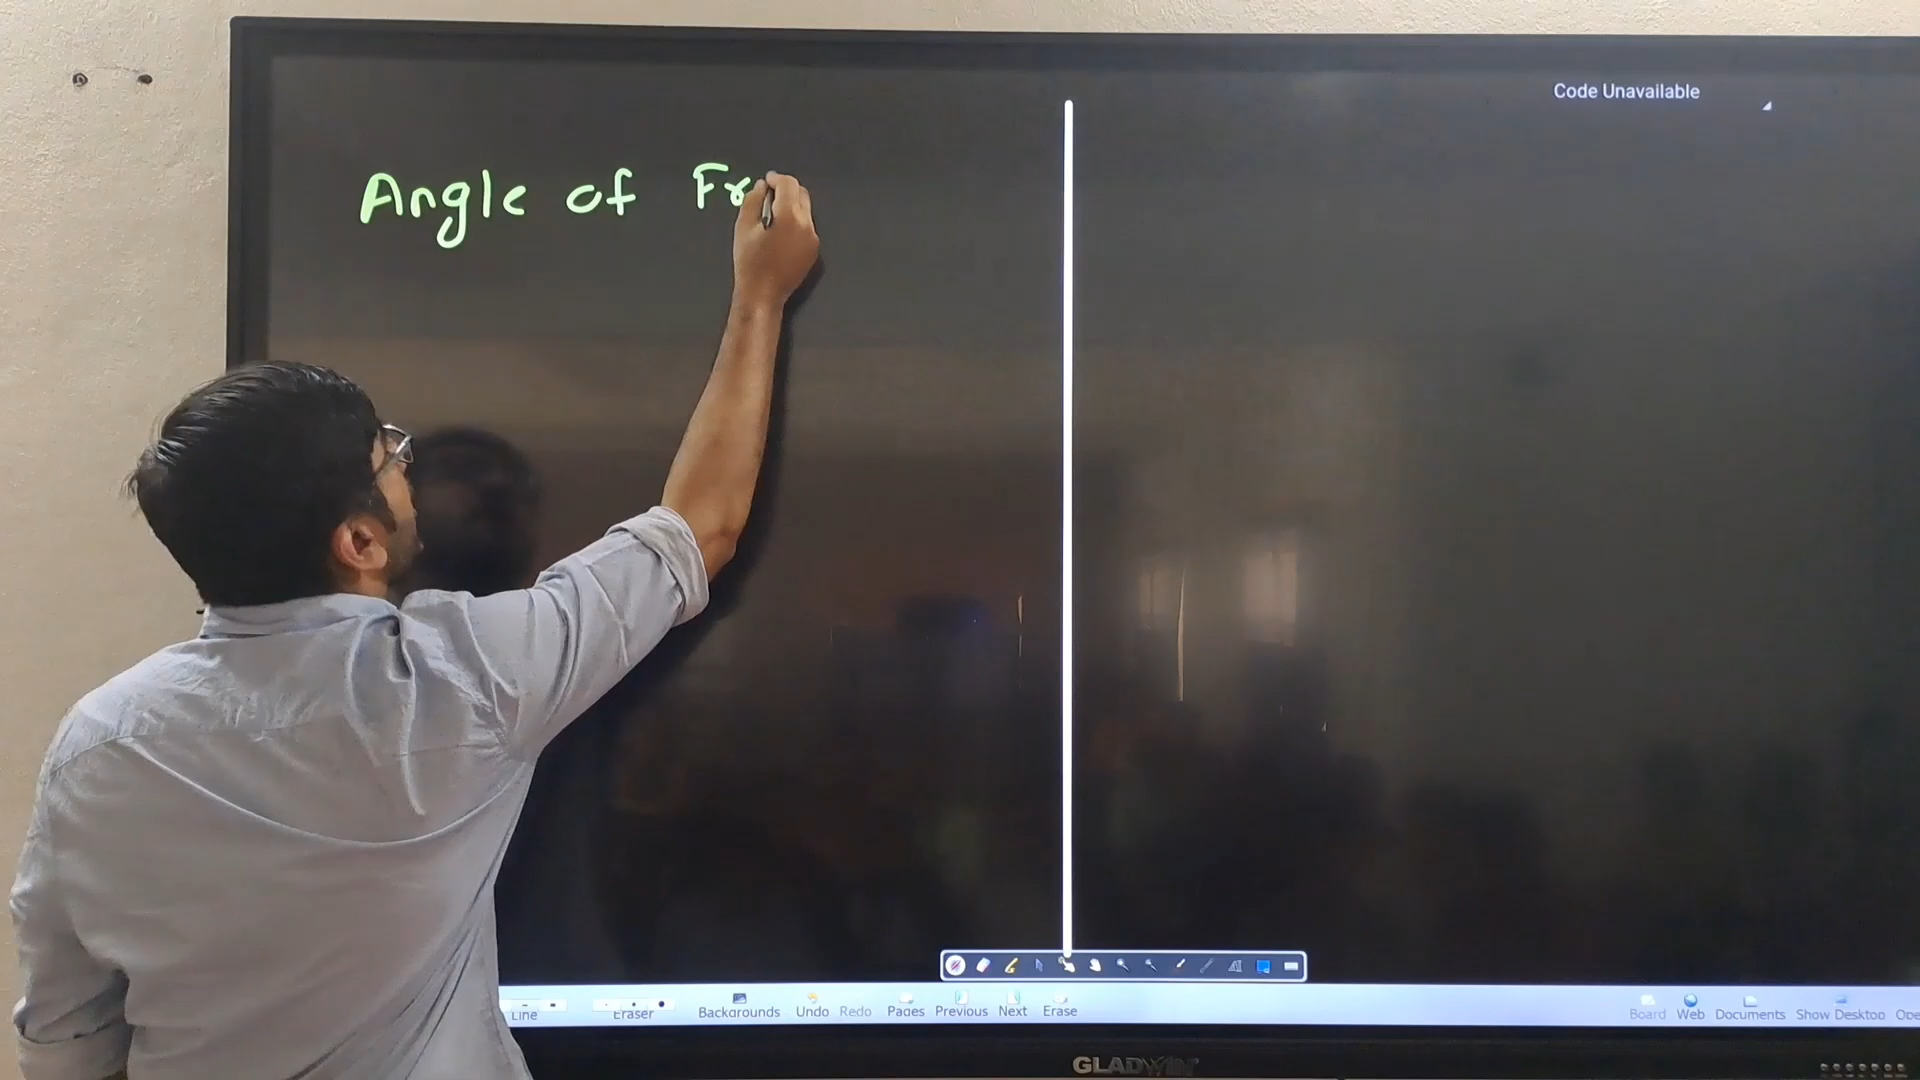 Code Unavailable
Angle of Fr
Line Eraser Backgrounds Undo Redo Pages Previous Next Erase Board Web Documents Show Desktop Ope
GLADWIN